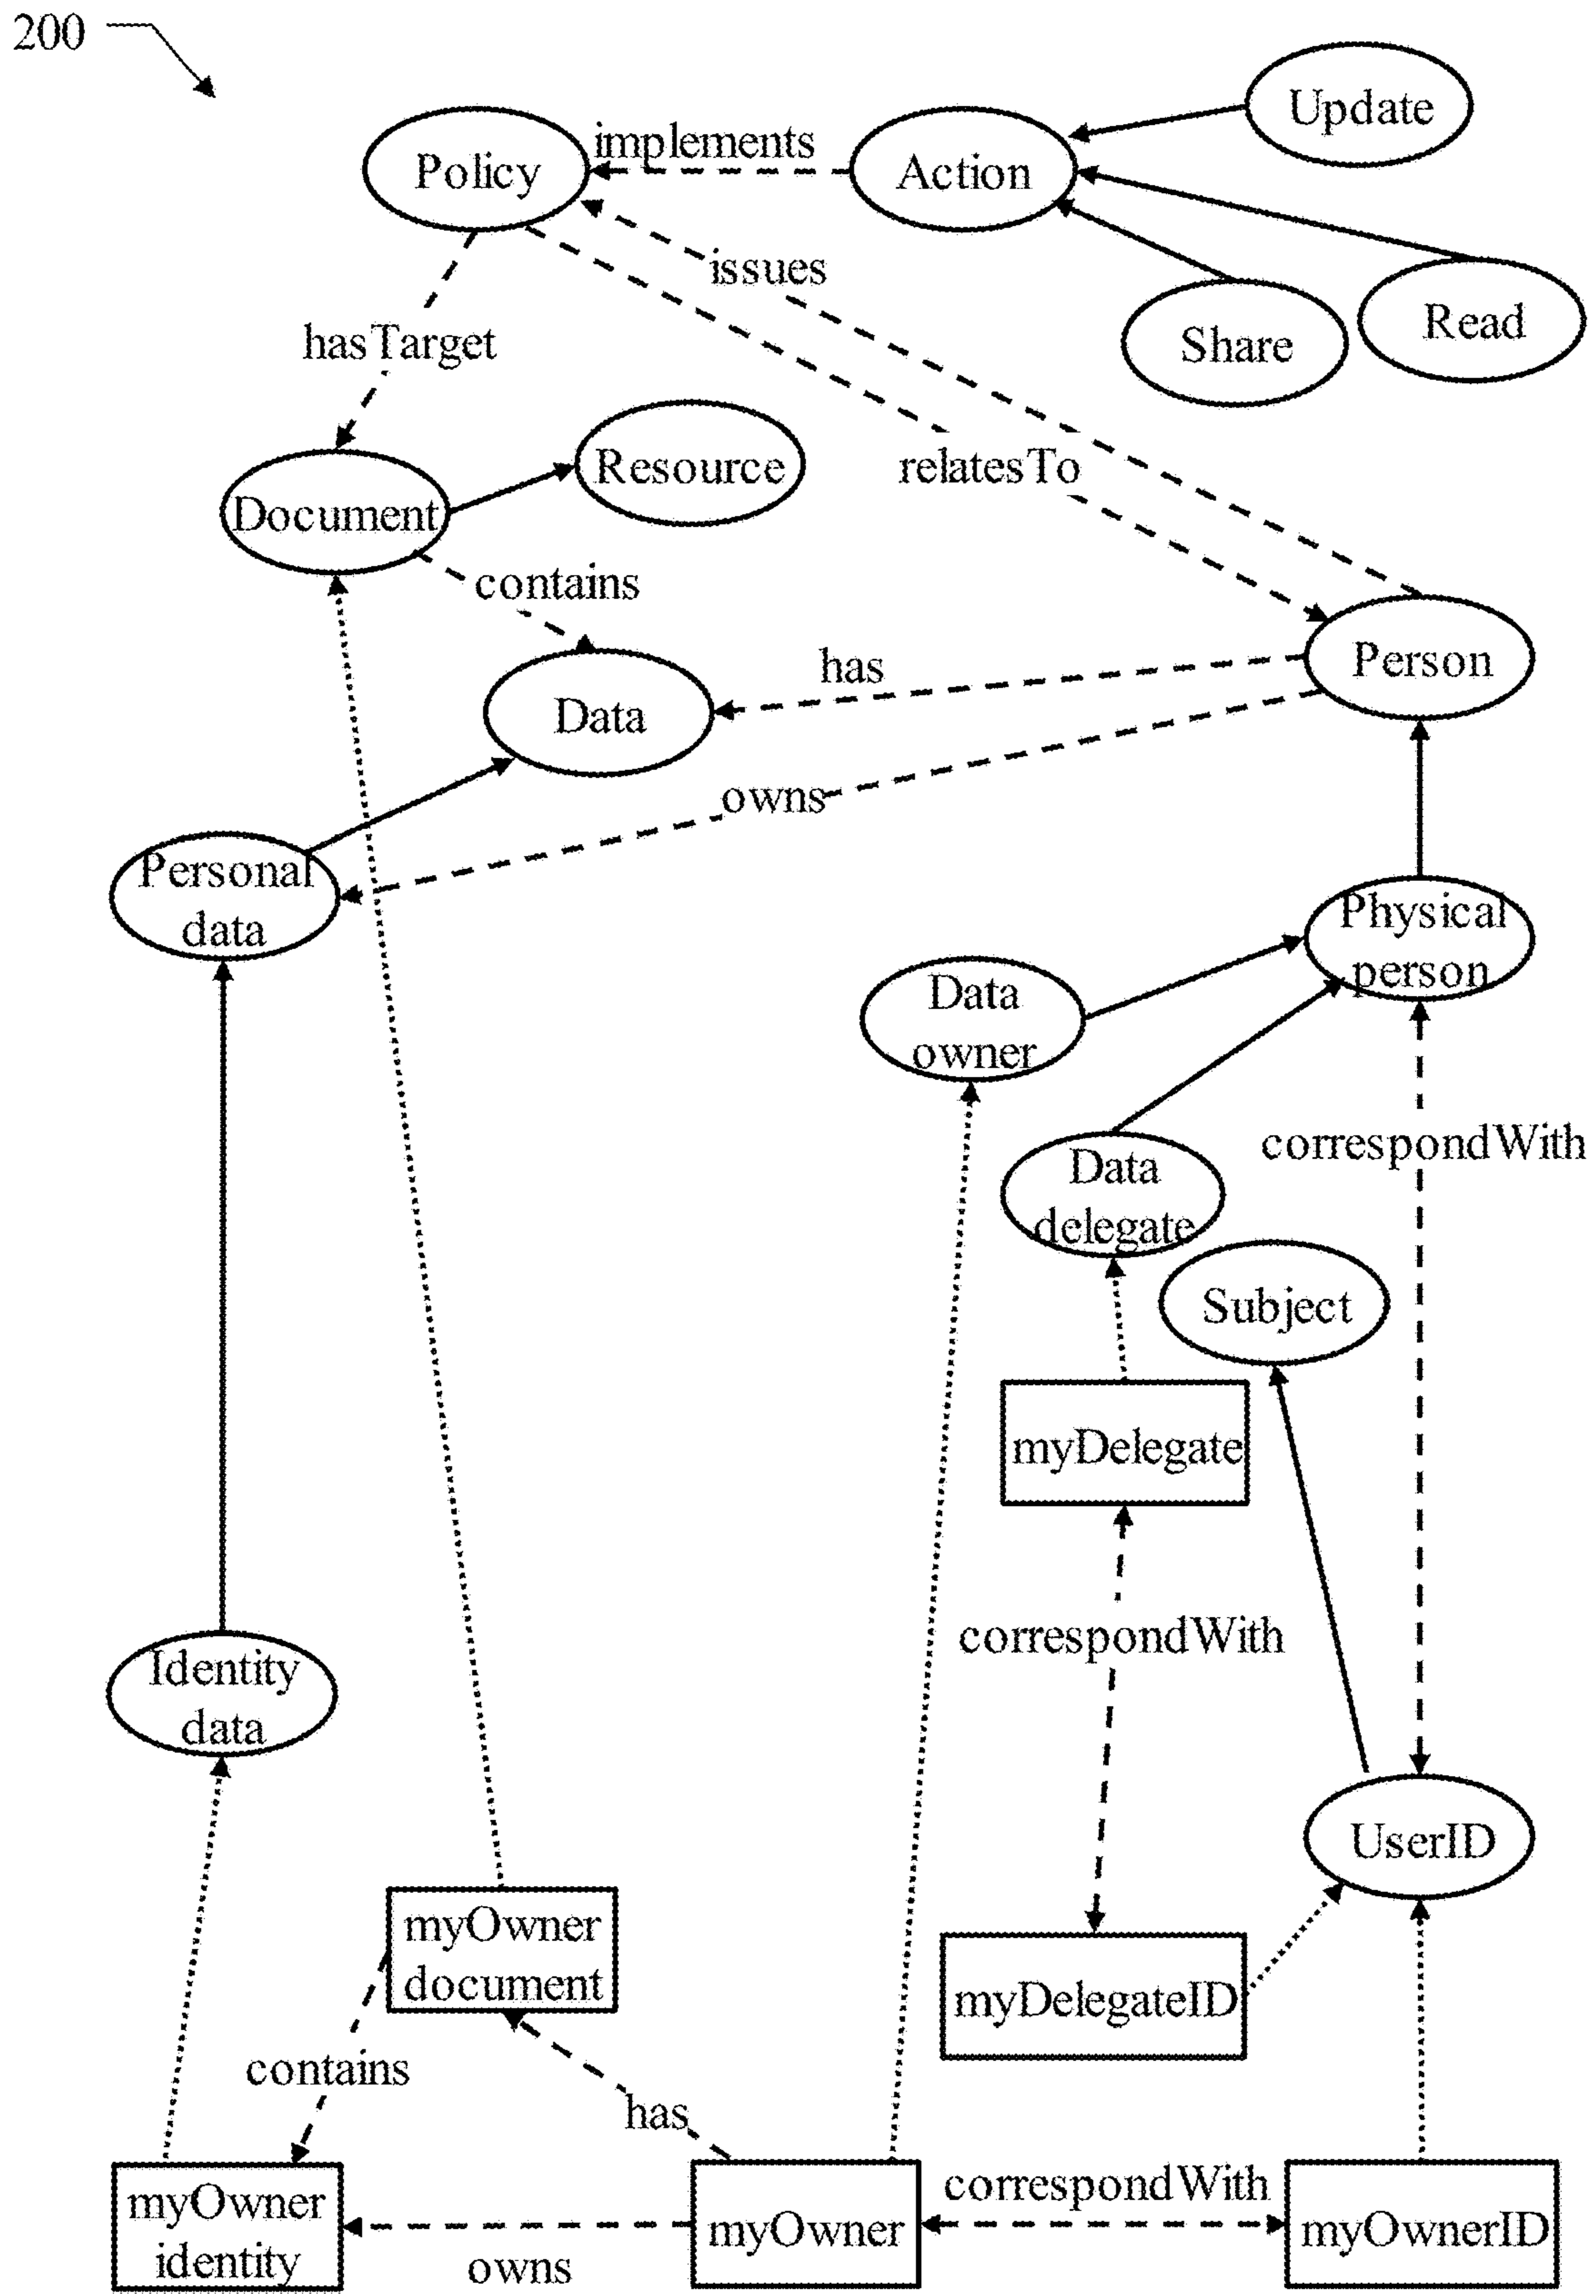 200
Update
implements
Policy
Action
issues
Share
Read
hasTarget
Resource
relatesTo
Document
contains
Person
has
Data
owns
Personal
data
Physical
person
Data
owner
correspondWith
Data
delegate
Subject
myDelegate
correspondWith
Identity
data
UserID
myOwner
document
myDelegateID
contains
has
correspondWith
myOwner
identity
myOwner
myOwnerID
owns